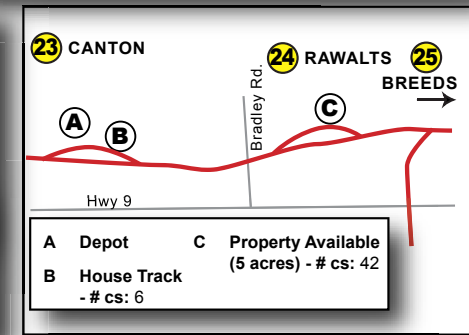 23 CANTON
24 RAWALTS
25
BREEDS
A
B
C
Bradley Rd.
Hwy 9
A Depot
B House Track
- # cs: 6
C Property Available
(5 acres) - # cs: 42